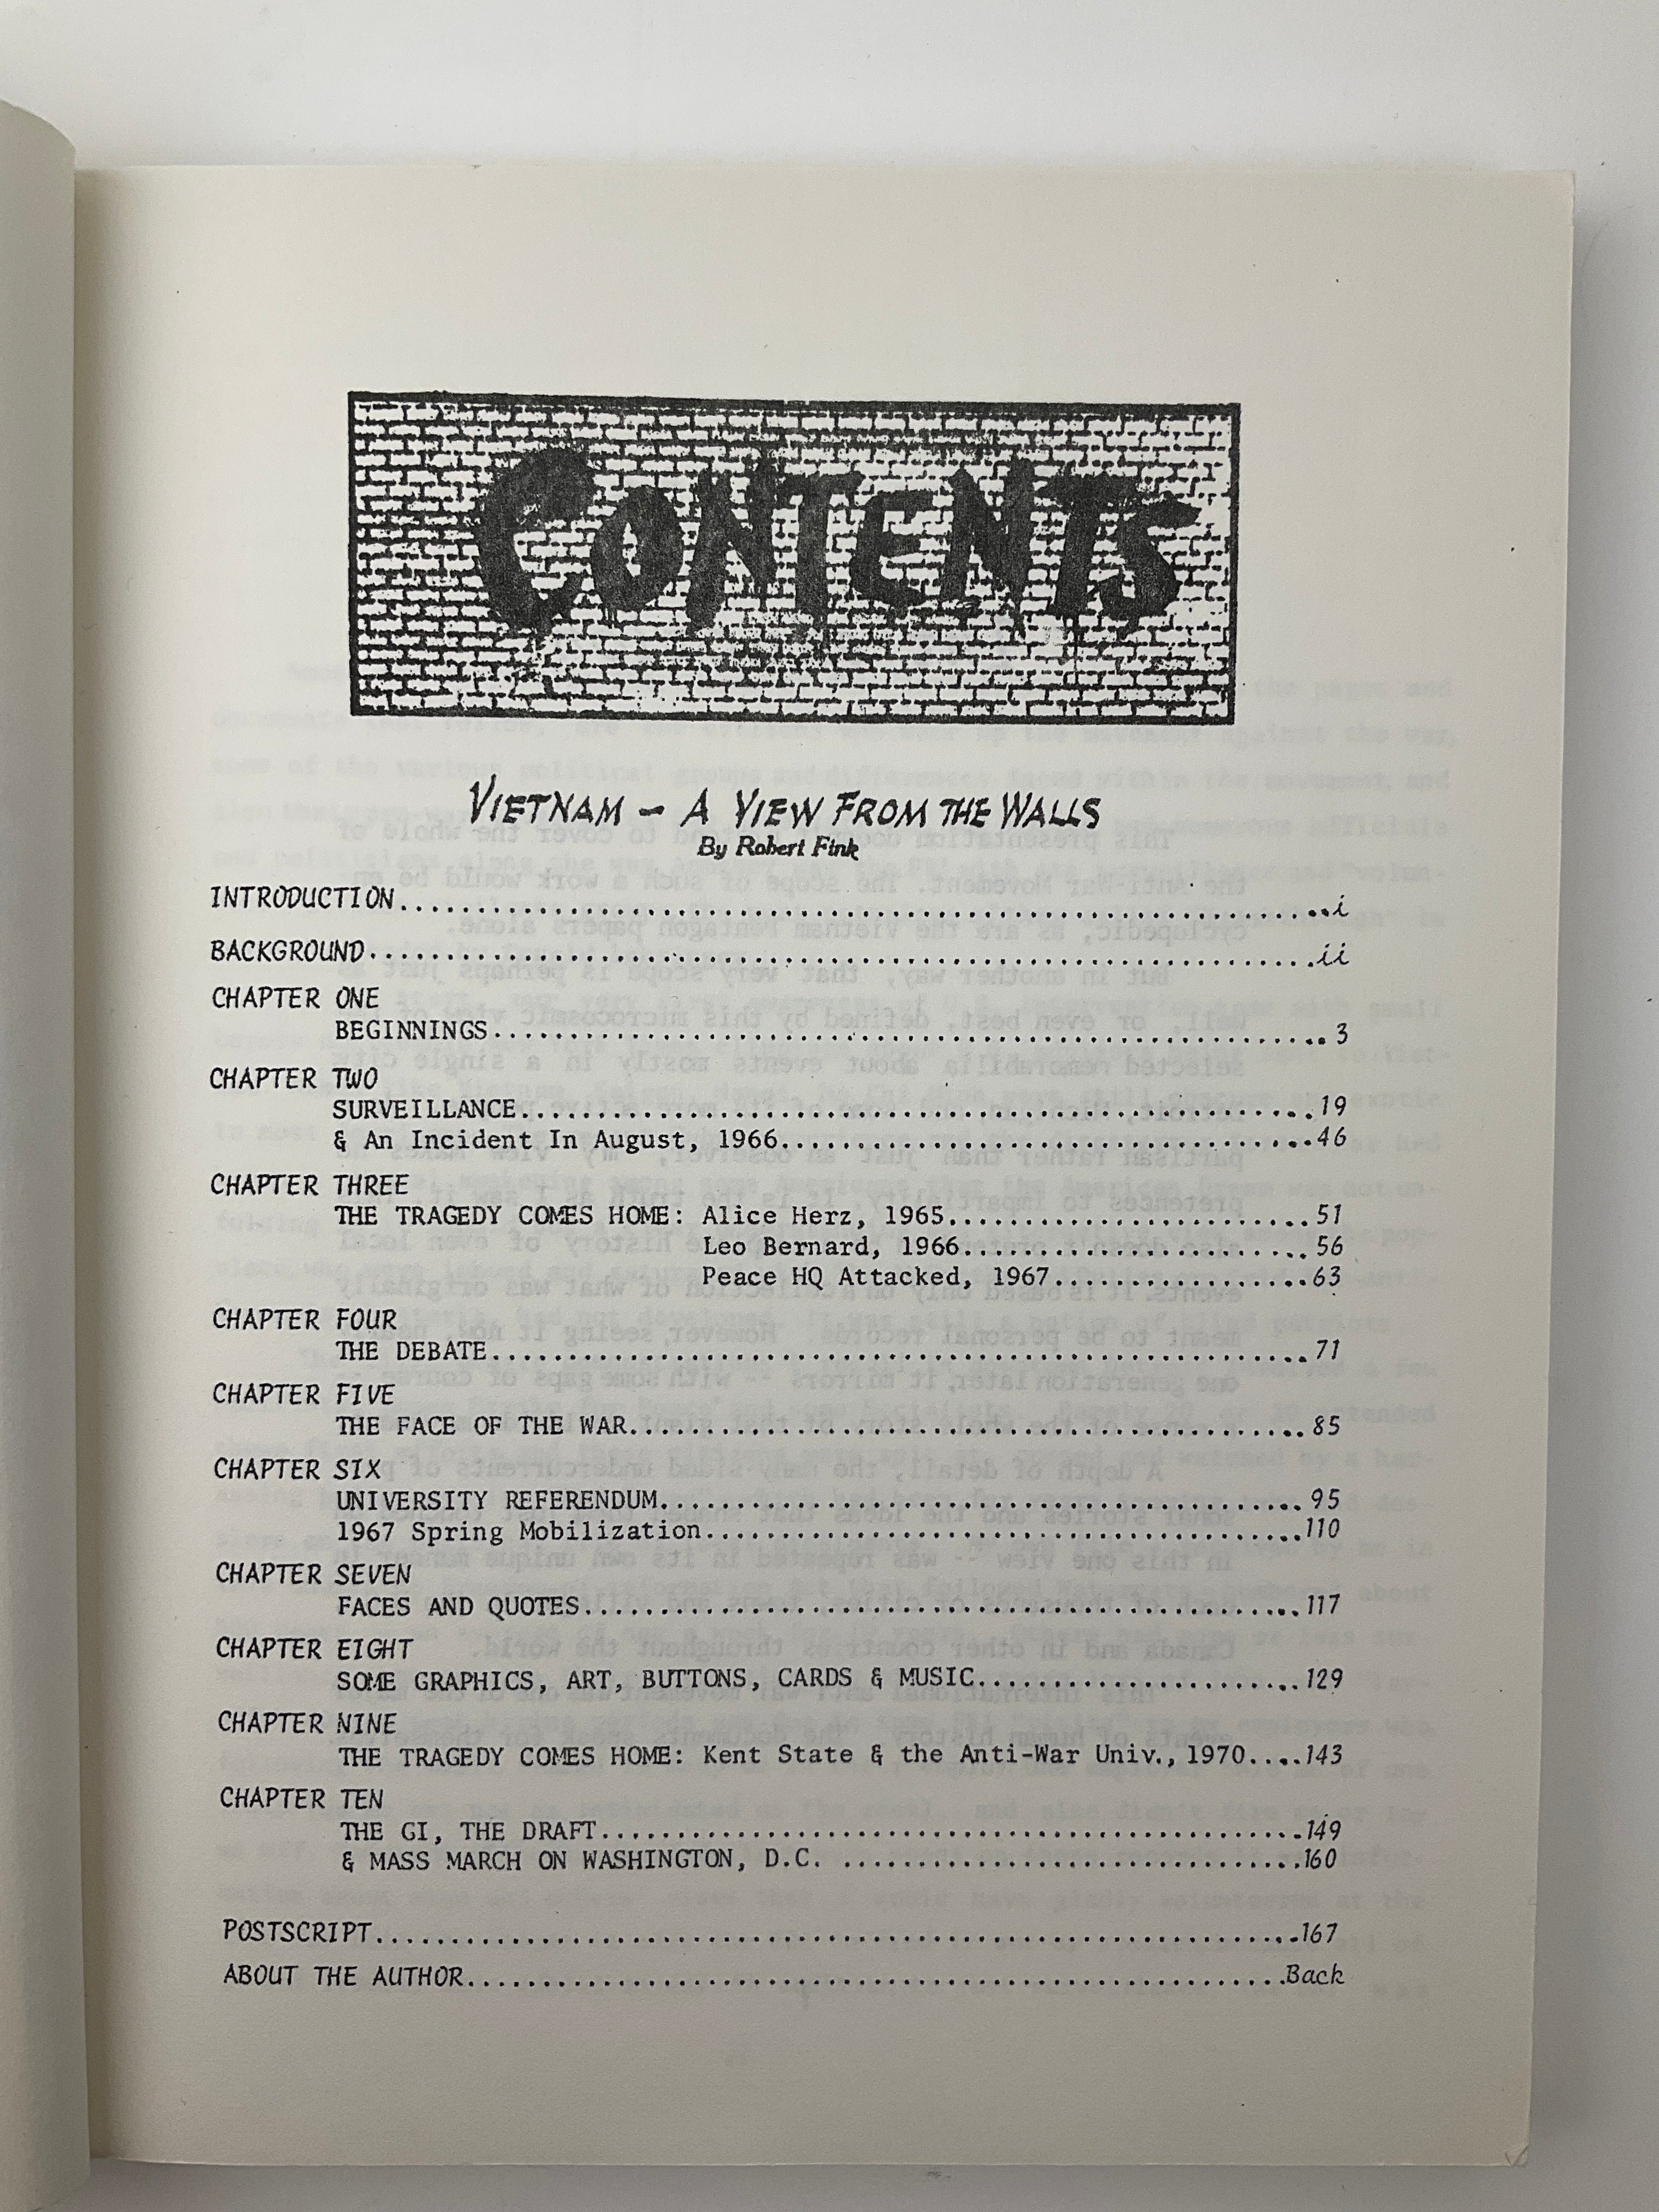 CONTENTS
VIETNAM - A VIEW FROM THE WALLS
By Robert Fink
INTRODUCTION..........i
BACKGROUND..........ii
CHAPTER ONE
BEGINNINGS..........3
CHAPTER TWO
SURVEILLANCE..........19
& An Incident In August, 1966..........46
CHAPTER THREE
THE TRAGEDY COMES HOME: Alice Herz, 1965..........51
Leo Bernard, 1966..........56
Peace HQ Attacked, 1967..........63
CHAPTER FOUR
THE DEBATE..........71
CHAPTER FIVE
THE FACE OF THE WAR..........85
CHAPTER SIX
UNIVERSITY REFERENDUM..........95
1967 Spring Mobilization..........110
CHAPTER SEVEN
FACES AND QUOTES..........117
CHAPTER EIGHT
SOME GRAPHICS, ART, BUTTONS, CARDS & MUSIC..........129
CHAPTER NINE
THE TRAGEDY COMES HOME: Kent State & the Anti-War Univ., 1970.....143
CHAPTER TEN
THE GI, THE DRAFT..........149
& MASS MARCH ON WASHINGTON, D.C. ..........160
POSTSCRIPT..........167
ABOUT THE AUTHOR..........Back